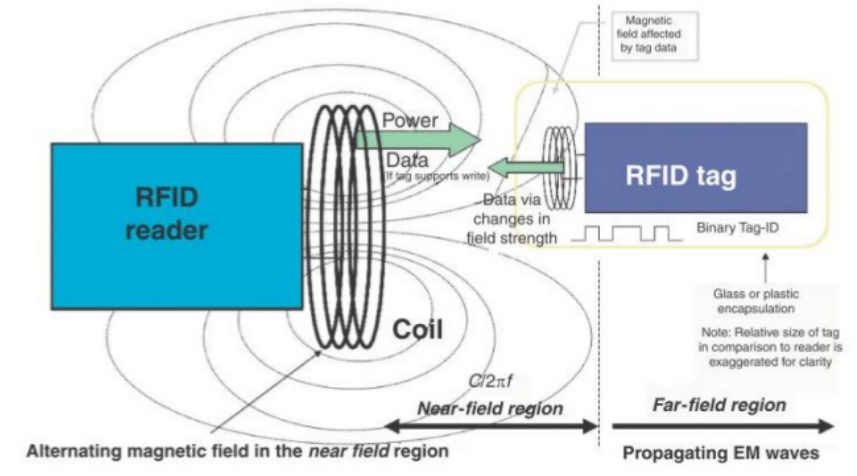 Magnetic
field affected
by tag data
Power
Data
(If tag supports write)
RFID
reader
RFID tag
Data via
changes in
field strength
Binary Tag-ID
Glass or plastic
encapsulation
Note: Relative size of tag
in comparison to reader is
exaggerated for clarity
Coil
C/2πf
Near-field region
Far-field region
Alternating magnetic field in the near field region
Propagating EM waves